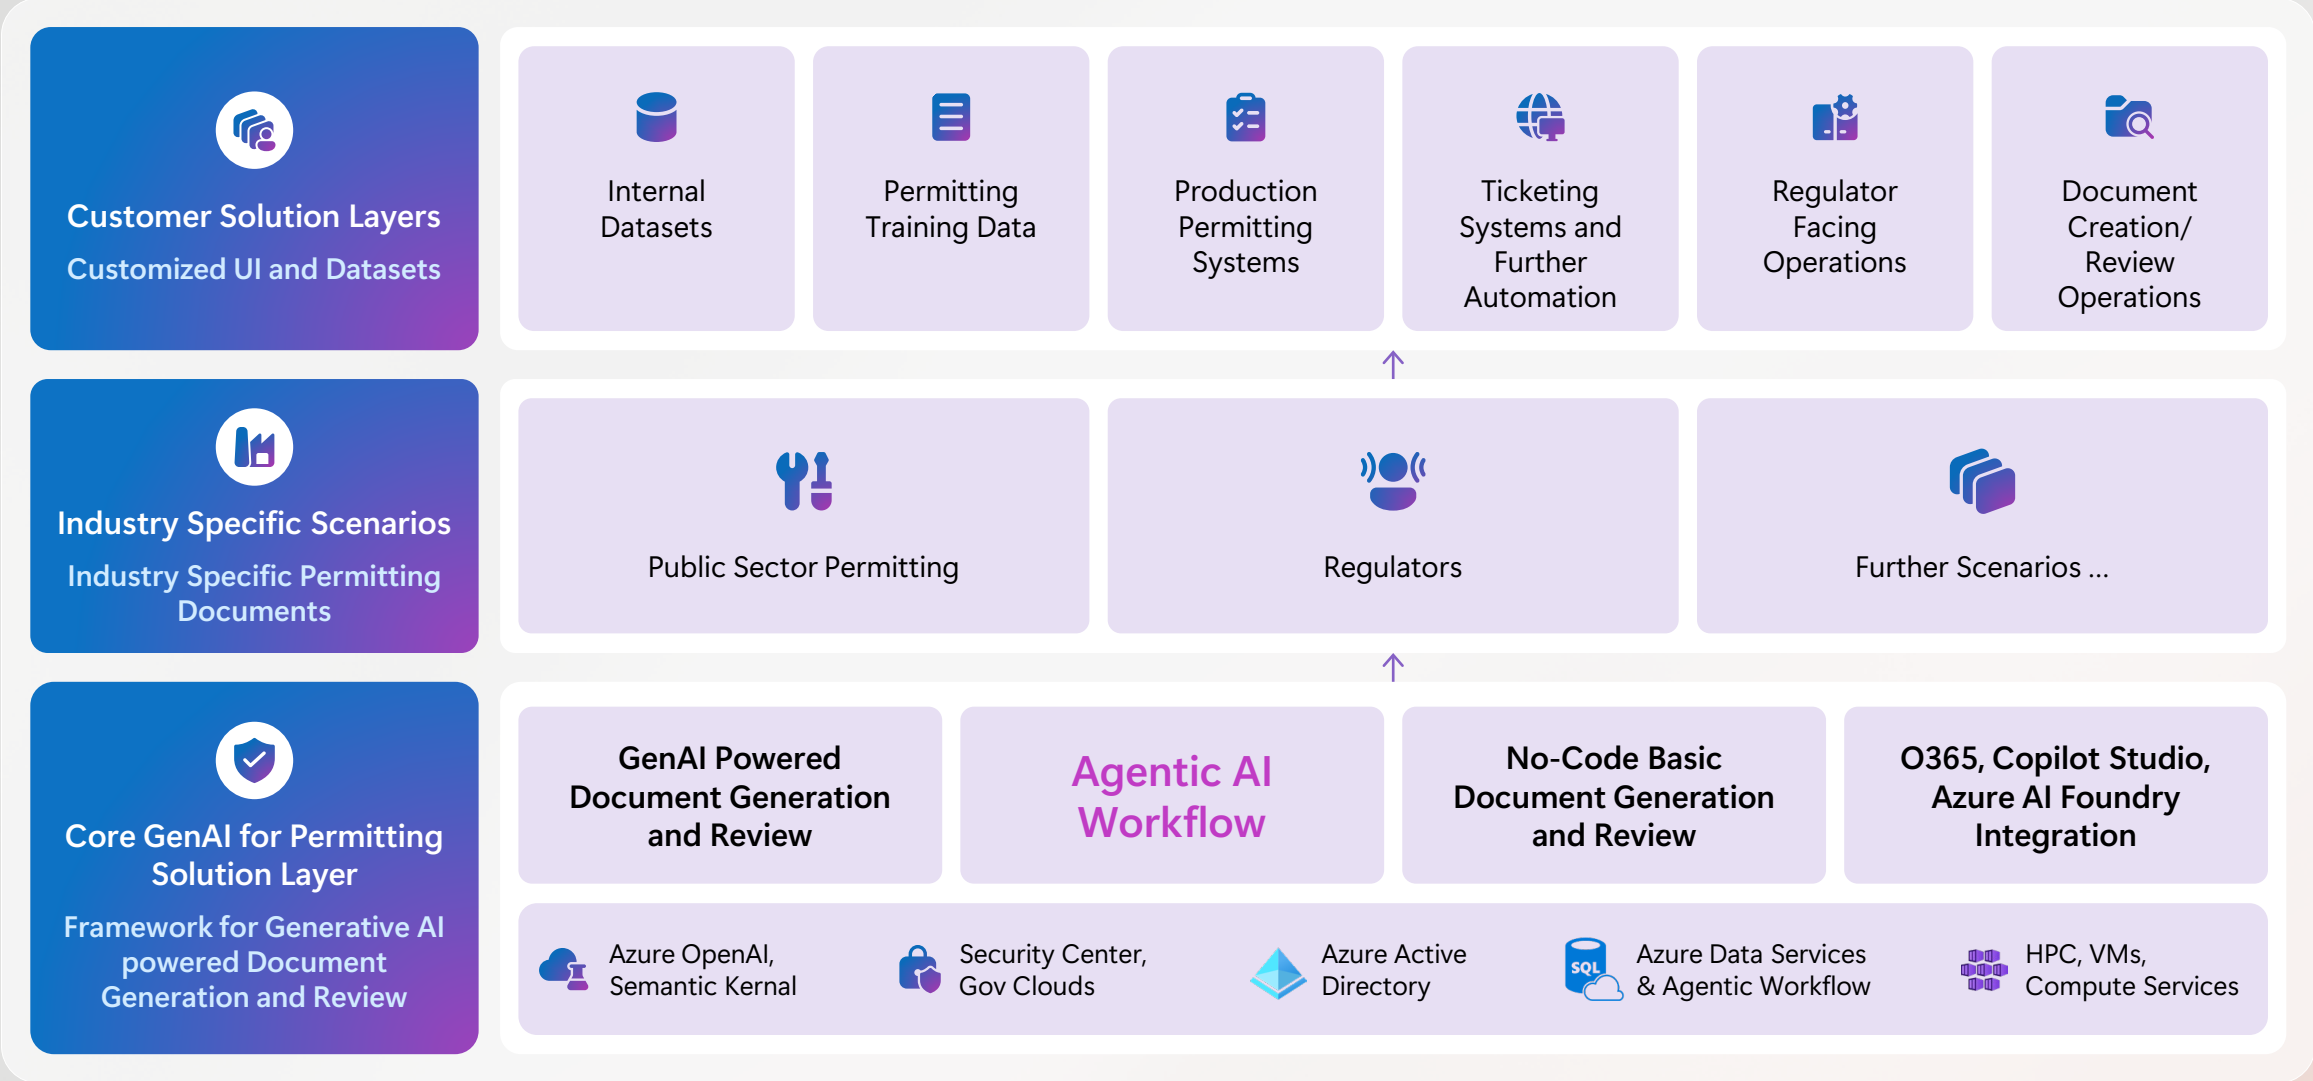 Customer Solution Layers
Customized UI and Datasets
Internal
Datasets
Permitting
Training Data
Production
Permitting
Systems
Ticketing
Systems and
Further
Automation
Regulator
Facing
Operations
Document
Creation/
Review
Operations
Industry Specific Scenarios
Industry Specific Permitting
Documents
Public Sector Permitting
Regulators
Further Scenarios ...
Core GenAI for Permitting
Solution Layer
Framework for Generative AI
powered Document
Generation and Review
GenAI Powered
Document Generation
and Review
Agentic AI
Workflow
No-Code Basic
Document Generation
and Review
O365, Copilot Studio,
Azure AI Foundry
Integration
Azure OpenAI,
Semantic Kernal
Security Center,
Gov Clouds
Azure Active
Directory
SQL
Azure Data Services
& Agentic Workflow
HPC, VMs,
Compute Services